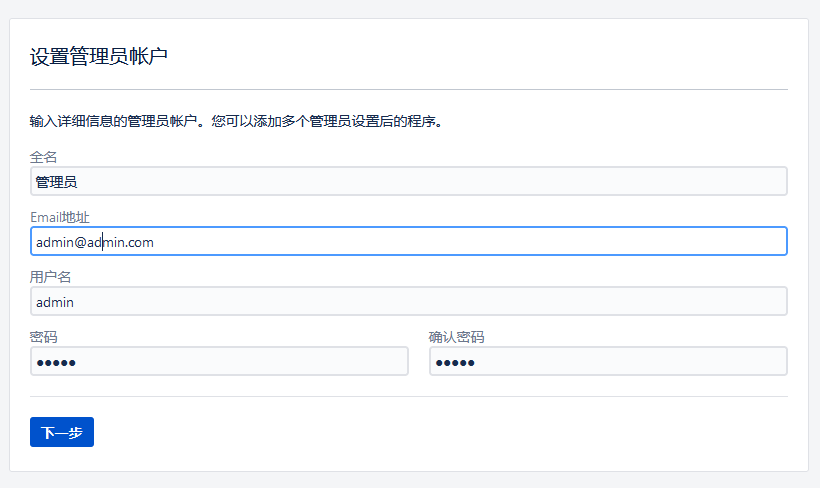 设置管理员帐户
输入详细信息的管理员帐户。您可以添加多个管理员设置后的程序。
全名
管理员
Email地址
admin@admin.com
用户名
admin
密码 确认密码
●●●●● ●●●●●
下一步